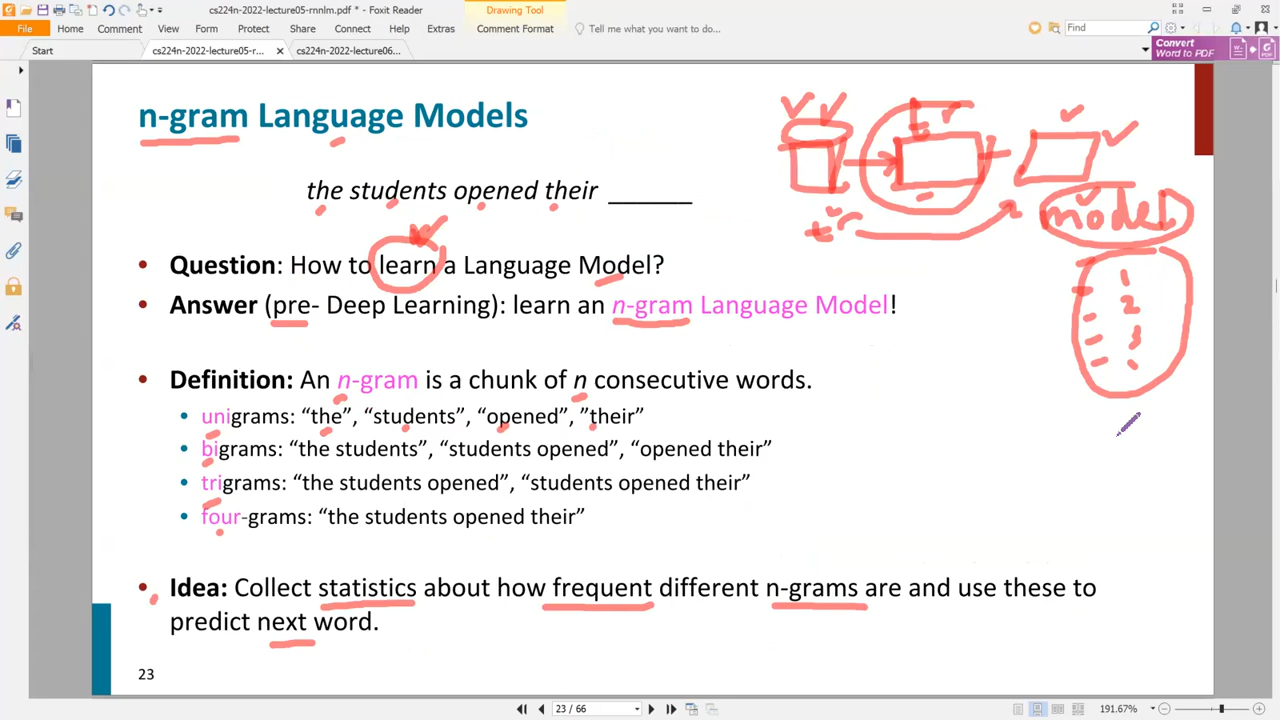 cs224n-2022-lecture05-rnnlm.pdf * - Foxit Reader
Drawing Tool
File Home Comment View Form Protect Share Connect Help Extras Comment Format Tell me what you want to do... Find
Start cs224n-2022-lecture05-r... cs224n-2022-lecture06...
Convert
Word to PDF
n-gram Language Models
the students opened their ______
tr
model
1
2
3
• Question: How to learn a Language Model?
• Answer (pre- Deep Learning): learn an n-gram Language Model!
• Definition: An n-gram is a chunk of n consecutive words.
• unigrams: “the”, “students”, “opened”, ”their”
• bigrams: “the students”, “students opened”, “opened their”
• trigrams: “the students opened”, “students opened their”
• four-grams: “the students opened their”
• Idea: Collect statistics about how frequent different n-grams are and use these to
predict next word.
23
23 / 66
191.67%